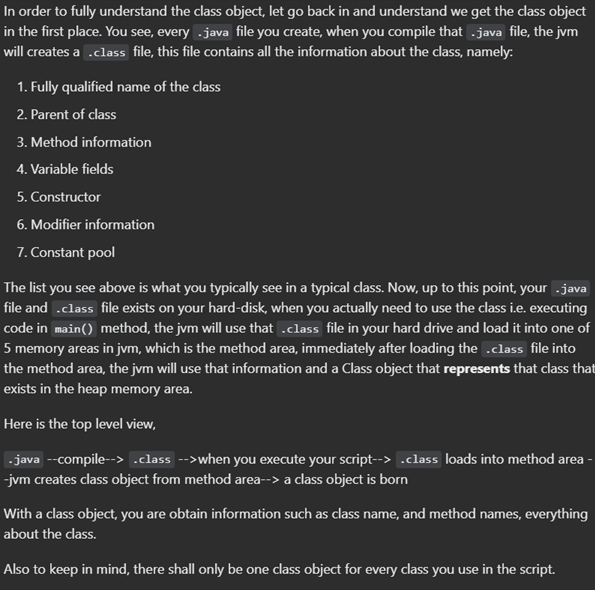 In order to fully understand the class object, let go back in and understand we get the class object
in the first place. You see, every .java file you create, when you compile that .java file, the jvm
will creates a .class file, this file contains all the information about the class, namely:
1. Fully qualified name of the class
2. Parent of class
3. Method information
4. Variable fields
5. Constructor
6. Modifier information
7. Constant pool
The list you see above is what you typically see in a typical class. Now, up to this point, your .java
file and .class file exists on your hard-disk, when you actually need to use the class i.e. executing
code in main() method, the jvm will use that .class file in your hard drive and load it into one of
5 memory areas in jvm, which is the method area, immediately after loading the .class file into
the method area, the jvm will use that information and a Class object that represents that class that
exists in the heap memory area.
Here is the top level view,
.java --compile--> .class -->when you execute your script--> .class loads into method area -
-jvm creates class object from method area--> a class object is born
With a class object, you are obtain information such as class name, and method names, everything
about the class.
Also to keep in mind, there shall only be one class object for every class you use in the script.